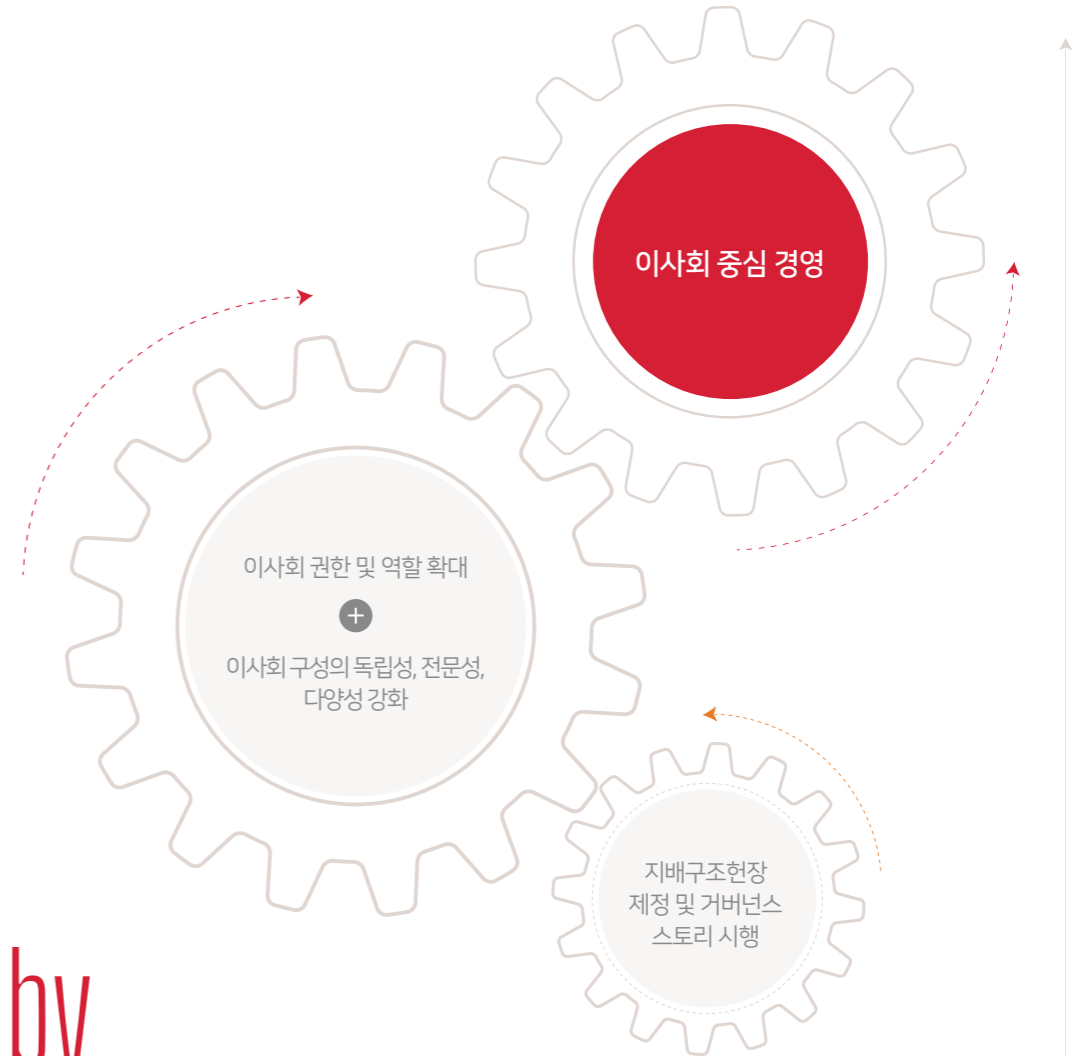 이사회 중심 경영
이사회 권한 및 역할 확대
+
이사회 구성의 독립성, 전문성,
다양성 강화
지배구조헌장
제정 및 거버넌스
스토리 시행
by